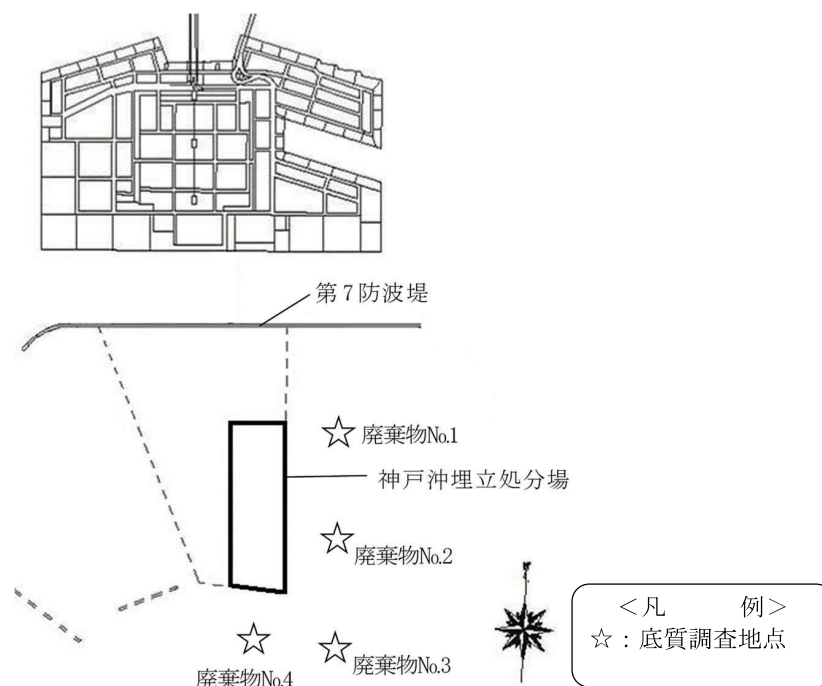 第7防波堤
廃棄物No.1
神戸沖埋立処分場
廃棄物No.2
＜凡　　　例＞
☆：底質調査地点
廃棄物No.3
廃棄物No.4